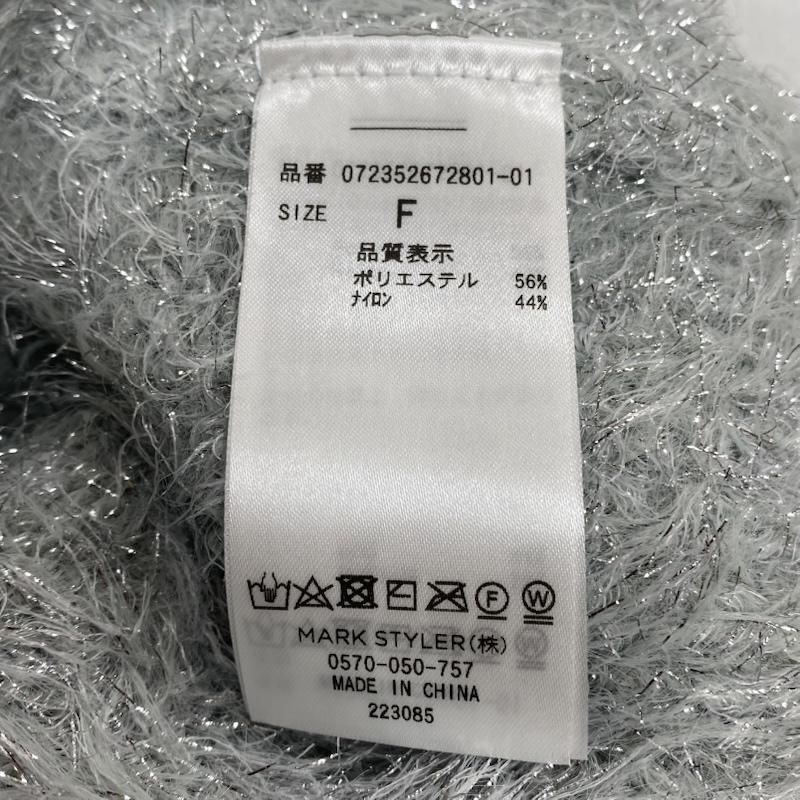 品番 072352672801-01
SIZE F
品質表示
ポリエステル 56%
ナイロン 44%
F W
MARK STYLER(株)
0570-050-757
MADE IN CHINA
223085